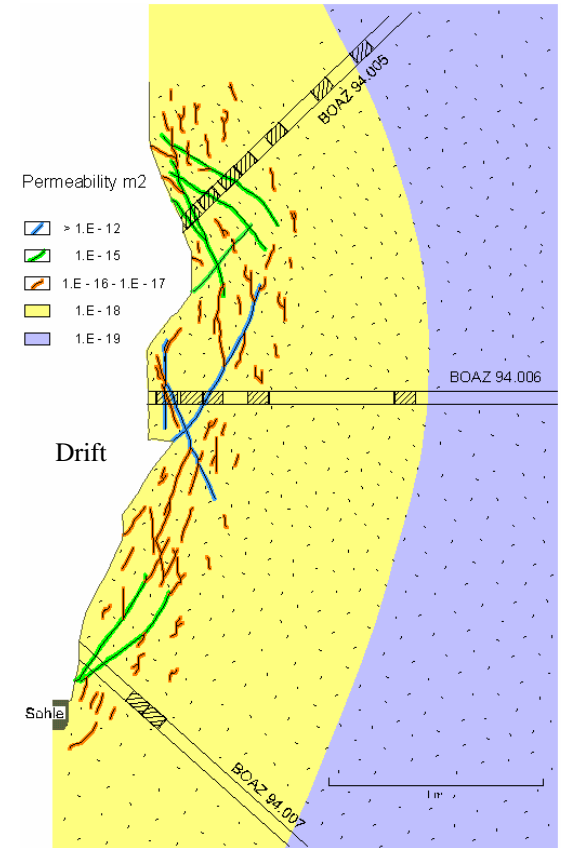 BOAZ 94.005
Permeability m2
> 1.E - 12
1.E - 15
1.E - 16 - 1.E - 17
1.E - 18
1.E - 19
BOAZ 94.006
Drift
Sohle
BOAZ 94.007
1m